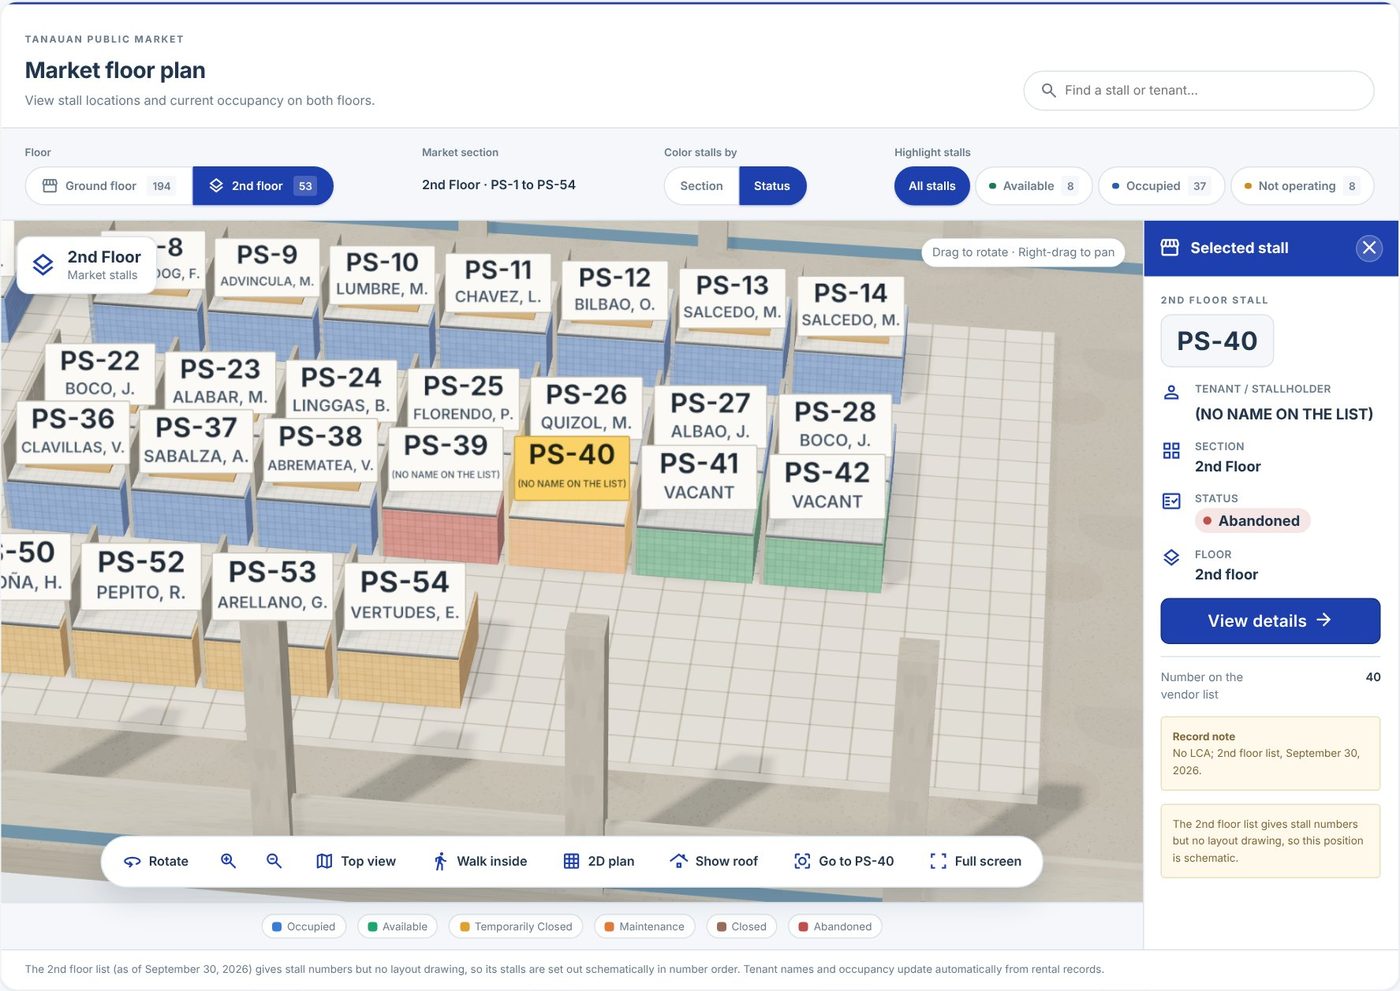 TANAUAN PUBLIC MARKET
Market floor plan
View stall locations and current occupancy on both floors.
Find a stall or tenant...
Floor
Market section
Color stalls by
Highlight stalls
Ground floor 194
2nd floor 53
2nd Floor · PS-1 to PS-54
Section
Status
All stalls
Available 8
Occupied 37
Not operating 8
2nd Floor
Market stalls
Drag to rotate · Right-drag to pan
-8
OG, F.
PS-9
ADVINCULA, M.
PS-10
LUMBRE, M.
PS-11
CHAVEZ, L.
PS-12
BILBAO, O.
PS-13
SALCEDO, M.
PS-14
SALCEDO, M.
PS-22
BOCO, J.
PS-23
ALABAR, M.
PS-24
LINGGAS, B.
PS-25
FLORENDO, P.
PS-26
QUIZOL, M.
PS-27
ALBAO, J.
PS-28
BOCO, J.
PS-36
CLAVILLAS, V.
PS-37
SABALZA, A.
PS-38
ABREMATEA, V.
PS-39
(NO NAME ON THE LIST)
PS-40
(NO NAME ON THE LIST)
PS-41
VACANT
PS-42
VACANT
-50
ÑA, H.
PS-52
PEPITO, R.
PS-53
ARELLANO, G.
PS-54
VERTUDES, E.
Rotate
Top view
Walk inside
2D plan
Show roof
Go to PS-40
Full screen
Occupied
Available
Temporarily Closed
Maintenance
Closed
Abandoned
Selected stall
2ND FLOOR STALL
PS-40
TENANT / STALLHOLDER
(NO NAME ON THE LIST)
SECTION
2nd Floor
STATUS
Abandoned
FLOOR
2nd floor
View details
Number on the 40
vendor list
Record note
No LCA; 2nd floor list, September 30,
2026.
The 2nd floor list gives stall numbers
but no layout drawing, so this position
is schematic.
The 2nd floor list (as of September 30, 2026) gives stall numbers but no layout drawing, so its stalls are set out schematically in number order. Tenant names and occupancy update automatically from rental records.